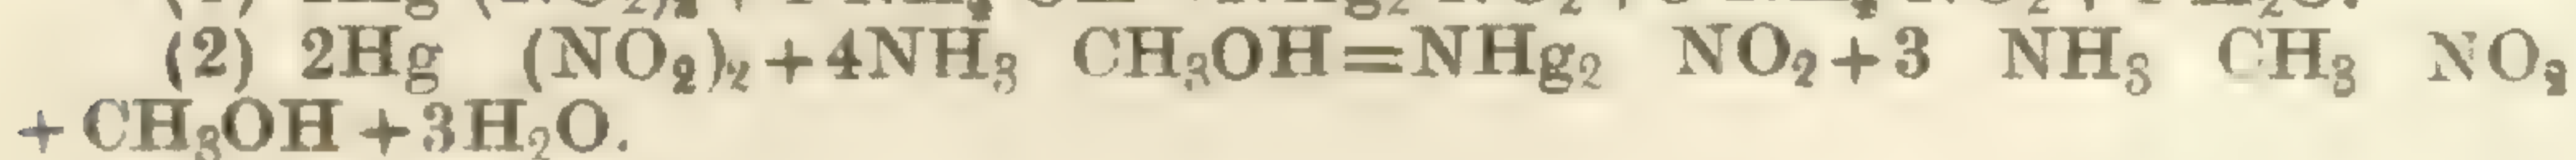 (2) 2Hg (NO₂)₂+4NH₃ CH₃OH=NHg₂ NO₂+3 NH₃ CH₃ NO₂
+CH₃OH+3H₂O.